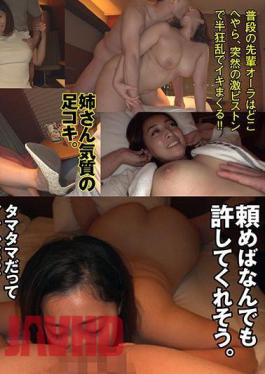 普段の先輩オーラはどこ
へやら、突然の激ピストン
で半狂乱でイキまくる!!
姉さん気質の
足コキ。
頼めばなんでも
許してくれそう。
タマタマだって
JAVHD